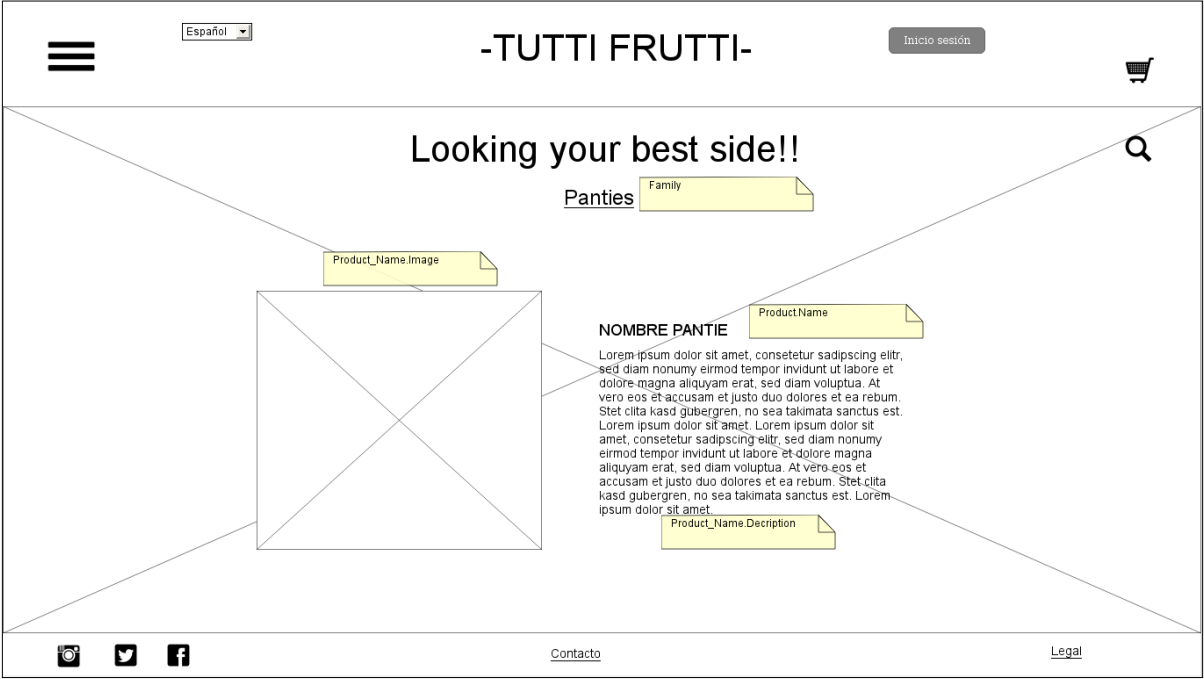 Español
-TUTTI FRUTTI-
Inicio sesión
Looking your best side!!
Panties
Family
Product_Name.Image
Product.Name
NOMBRE PANTIE
Lorem ipsum dolor sit amet, consetetur sadipscing elitr,
sed diam nonumy eirmod tempor invidunt ut labore et
dolore magna aliquyam erat, sed diam voluptua. At
vero eos et accusam et justo duo dolores et ea rebum.
Stet clita kasd gubergren, no sea takimata sanctus est.
Lorem ipsum dolor sit amet. Lorem ipsum dolor sit
amet, consetetur sadipscing elitr, sed diam nonumy
eirmod tempor invidunt ut labore et dolore magna
aliquyam erat, sed diam voluptua. At vero eos et
accusam et justo duo dolores et ea rebum. Stet clita
kasd gubergren, no sea takimata sanctus est. Lorem
ipsum dolor sit amet.
Product_Name.Decription
Contacto
Legal